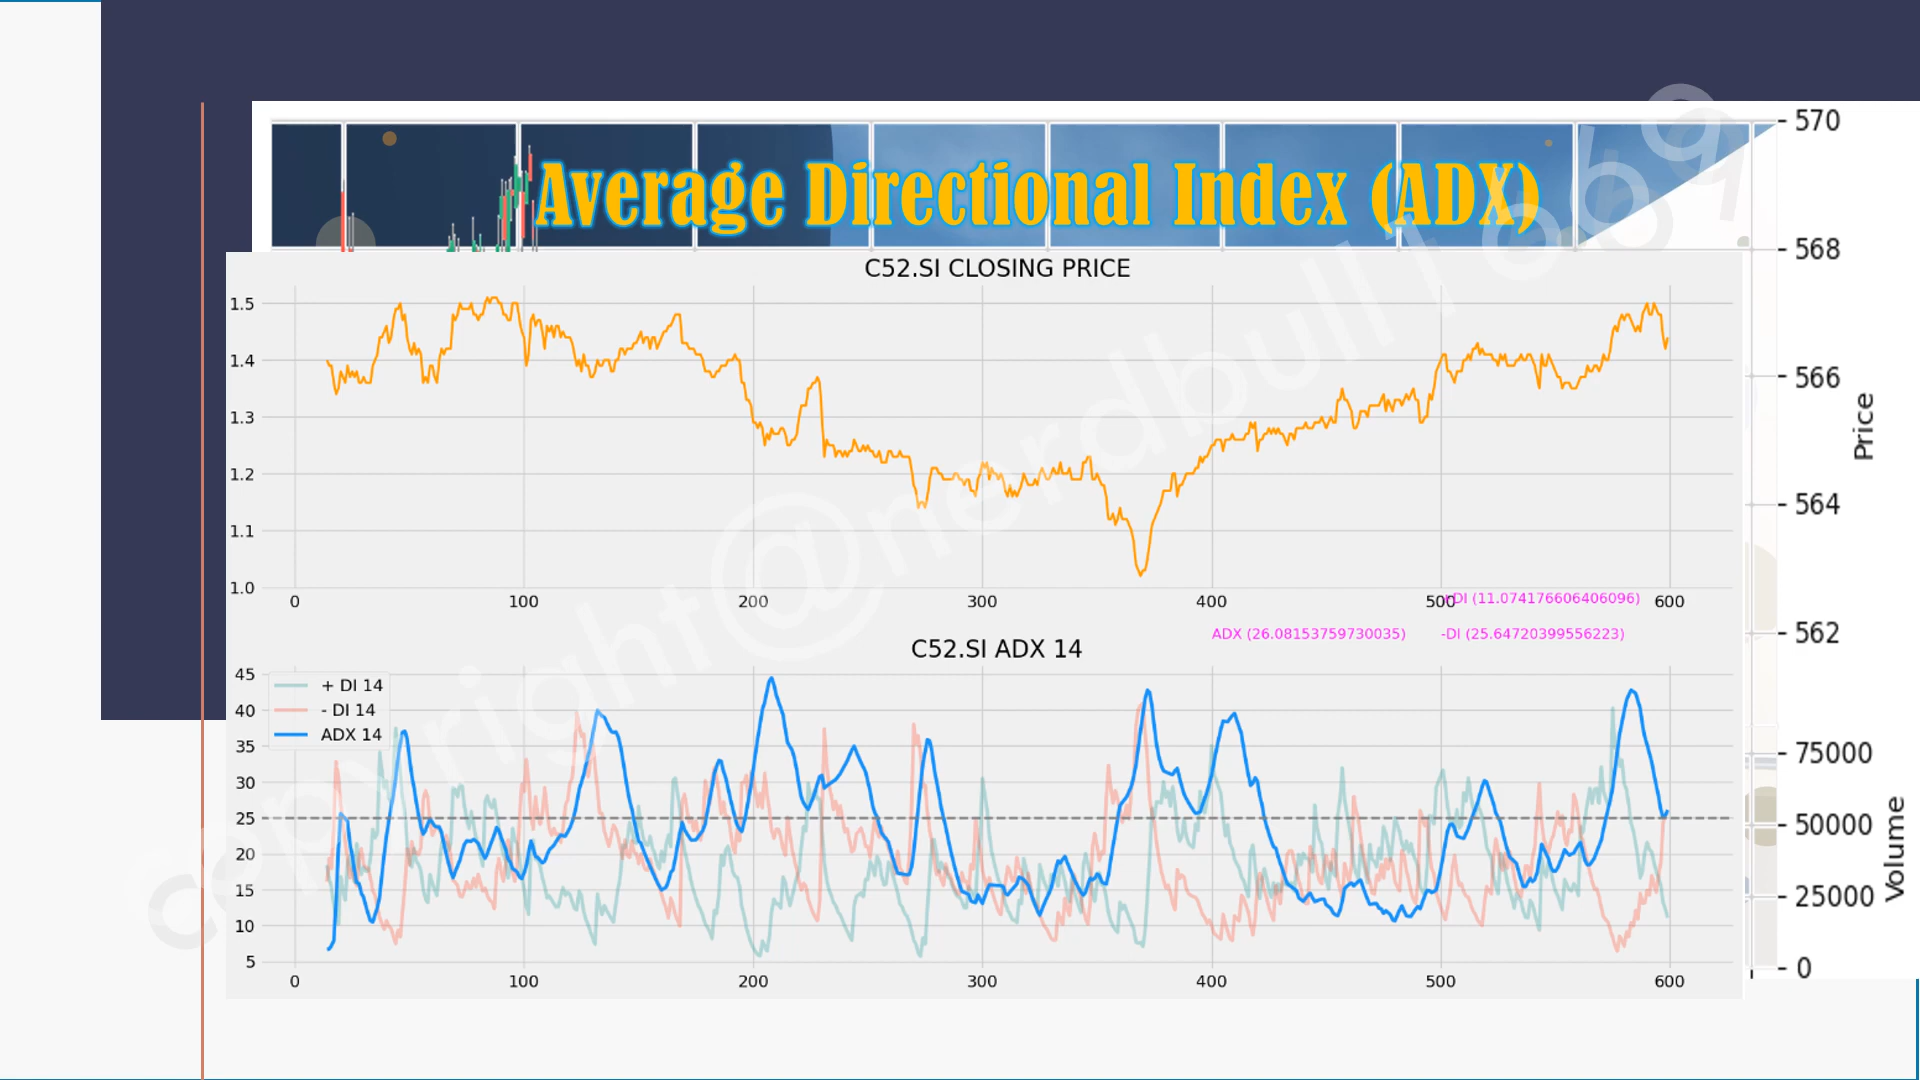 Average Directional Index (ADX)
570
568
566
564
562
Price
75000
50000
25000
0
Volume
C52.SI CLOSING PRICE
1.5
1.4
1.3
1.2
1.1
1.0
0 100 200 300 400 500 600
+DI (11.074176606406096)
ADX (26.08153759730035) -DI (25.64720399556223)
C52.SI ADX 14
+ DI 14
- DI 14
ADX 14
45
40
35
30
25
20
15
10
5
0 100 200 300 400 500 600